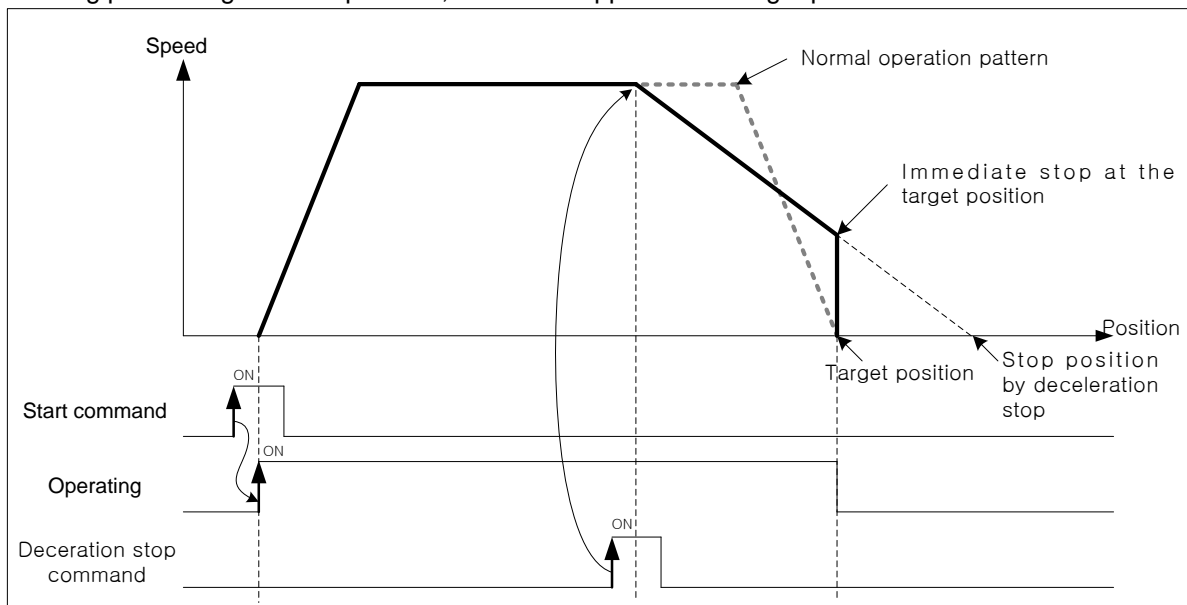 Speed
Normal operation pattern
Immediate stop at the
target position
Position
Target position
Stop position
by deceleration
stop
ON
Start command
ON
Operating
ON
Deceration stop
command